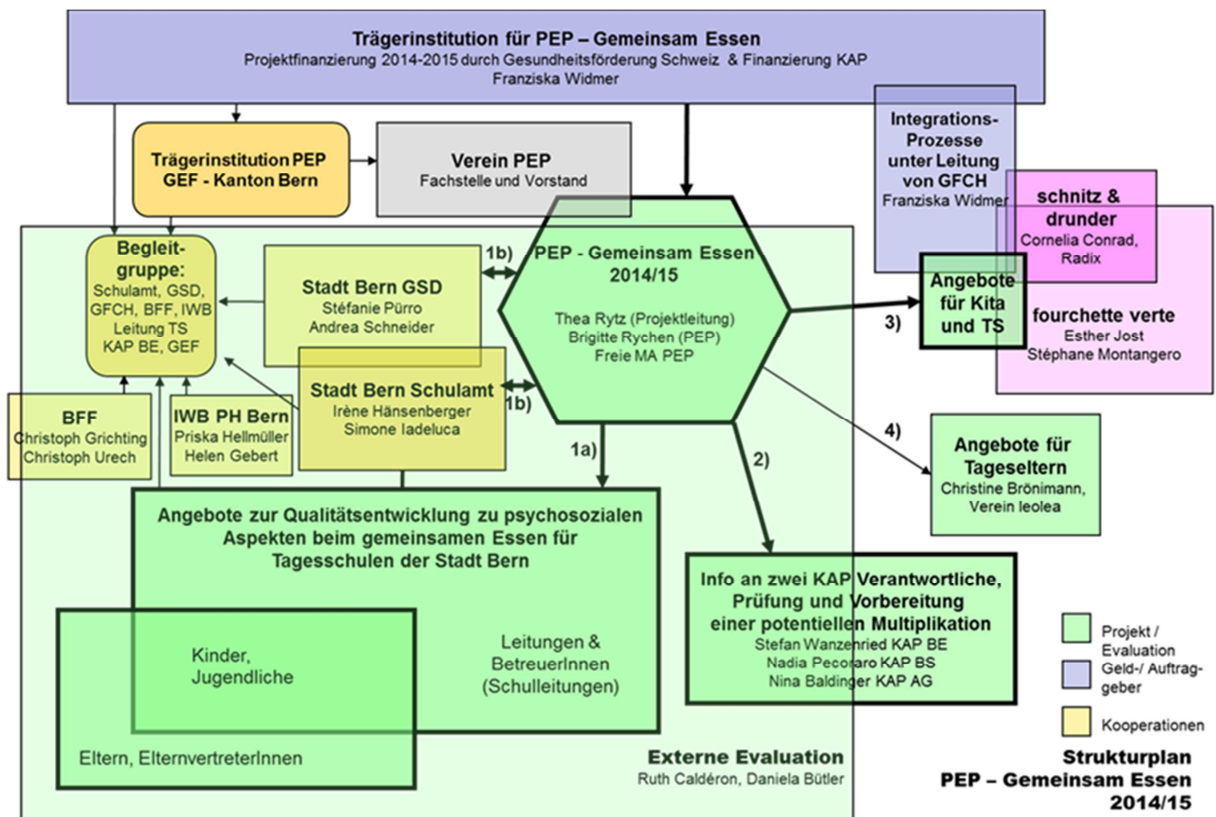 Trägerinstitution für PEP – Gemeinsam Essen
Projektfinanzierung 2014-2015 durch Gesundheitsförderung Schweiz & Finanzierung KAP
Franziska Widmer
Trägerinstitution PEP
GEF - Kanton Bern
Verein PEP
Fachstelle und Vorstand
Integrations-
Prozesse
unter Leitung
von GFCH
Franziska Widmer
schnitz &
drunder
Cornelia Conrad,
Radix
Begleit-
gruppe:
Schulamt, GSD,
GFCH, BFF, IWB
Leitung TS
KAP BE, GEF
Stadt Bern GSD
Stéfanie Pürro
Andrea Schneider
1b)
PEP - Gemeinsam Essen
2014/15
Thea Rytz (Projektleitung)
Brigitte Rychen (PEP)
Freie MA PEP
3)
Angebote
für Kita
und TS
fourchette verte
Esther Jost
Stéphane Montangero
Stadt Bern Schulamt
Irène Hänsenberger
Simone Iadeluca
1b)
BFF
Christoph Grichting
Christoph Urech
IWB PH Bern
Priska Hellmüller
Helen Gebert
1a)
2)
4)
Angebote für
Tageseltern
Christine Brönimann,
Verein leolea
Angebote zur Qualitätsentwicklung zu psychosozialen
Aspekten beim gemeinsamen Essen für
Tagesschulen der Stadt Bern
Kinder,
Jugendliche
Leitungen &
BetreuerInnen
(Schulleitungen)
Eltern, ElternvertreterInnen
Info an zwei KAP Verantwortliche,
Prüfung und Vorbereitung
einer potentiellen Multiplikation
Stefan Wanzenried KAP BE
Nadia Pecoraro KAP BS
Nina Baldinger KAP AG
Externe Evaluation
Ruth Caldéron, Daniela Bütler
Projekt /
Evaluation
Geld-/ Auftrag-
geber
Kooperationen
Strukturplan
PEP – Gemeinsam Essen
2014/15